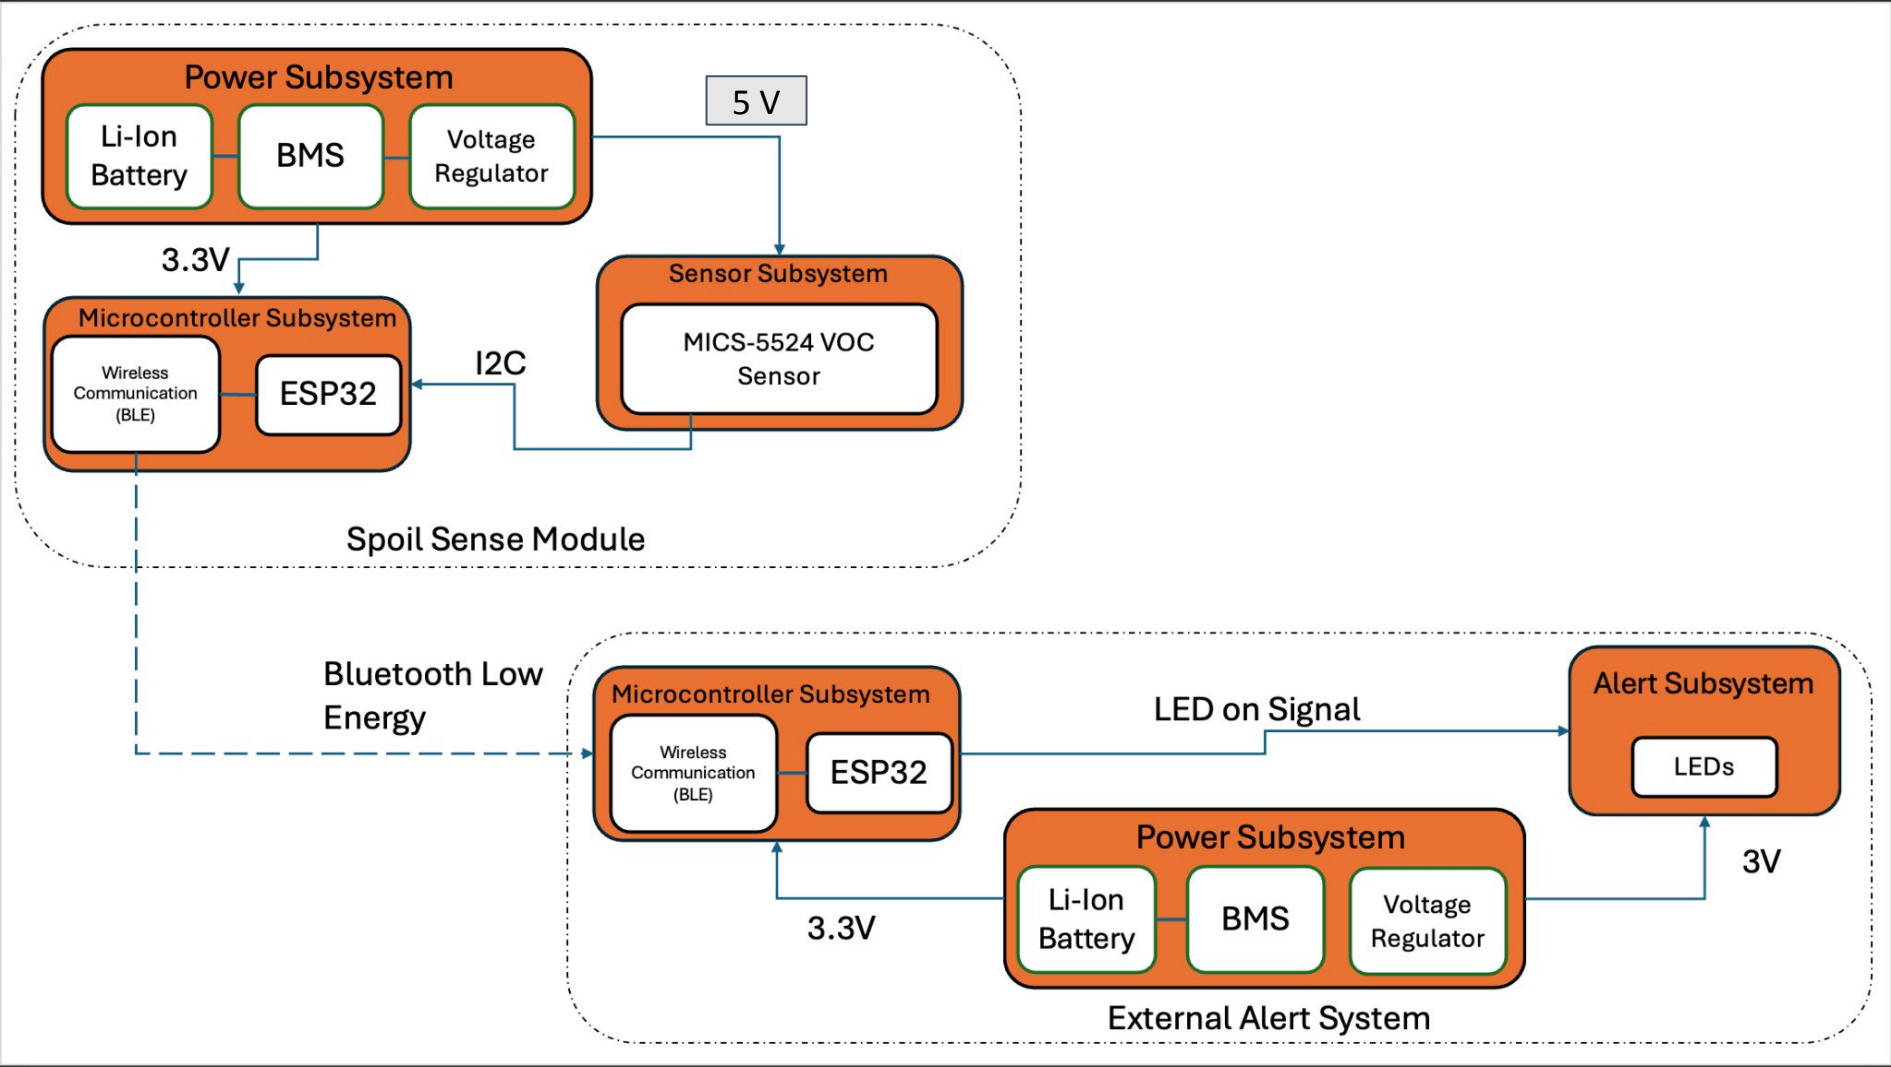 Power Subsystem
Li-Ion
Battery
BMS
Voltage
Regulator
5 V
3.3V
Sensor Subsystem
MICS-5524 VOC
Sensor
Microcontroller Subsystem
Wireless
Communication
(BLE)
ESP32
I2C
Spoil Sense Module
Bluetooth Low
Energy
Microcontroller Subsystem
Wireless
Communication
(BLE)
ESP32
LED on Signal
Alert Subsystem
LEDs
Power Subsystem
Li-Ion
Battery
BMS
Voltage
Regulator
3.3V
3V
External Alert System